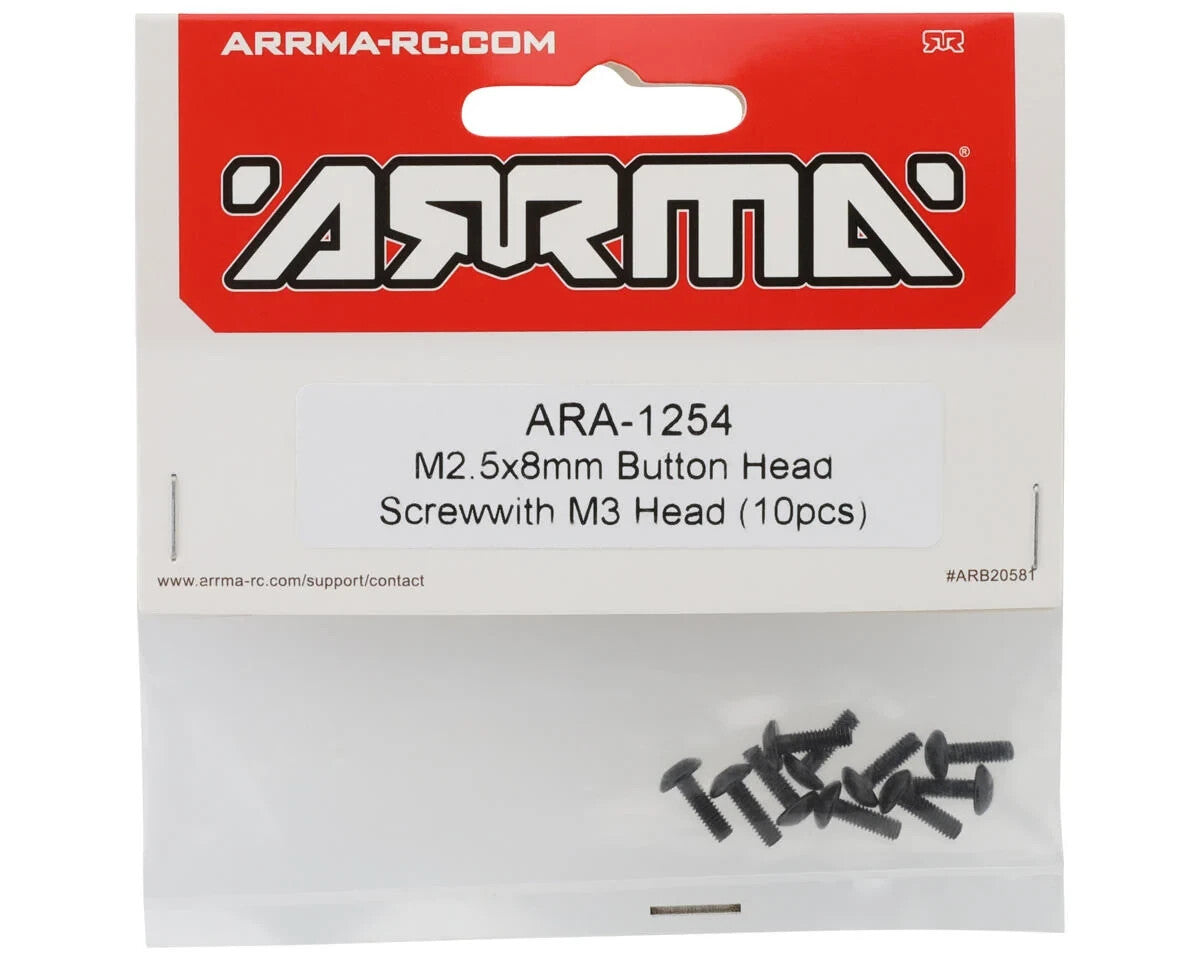 ARRMA-RC.COM
ARRMA®
ARA-1254
M2.5x8mm Button Head
Screwwith M3 Head (10pcs)
www.arrma-rc.com/support/contact
#ARB20581